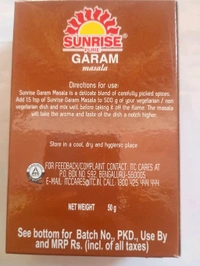 SUNRISE
PURE
GARAM
masala
Directions for use:
Sunrise Garam Masala is a delicate blend of carefully picked spices.
Add 1.5 tsp of Sunrise Garam Masala to 500 g of your vegetarian / non
vegetarian dish and mix well before taking it off the flame. The masala
will take the aroma and taste of the dish a notch higher.
Store in a cool, dry and hygienic place
FOR FEEDBACK/COMPLAINT CONTACT: ITC CARES AT
P.O. BOX NO. 592, BENGALURU-560005
E-MAIL: ITCCARES@ITC.IN, CALL: 1800 425 444 444
NET WEIGHT 50 g
See bottom for Batch No., PKD., Use By
and MRP Rs. (incl. of all taxes)